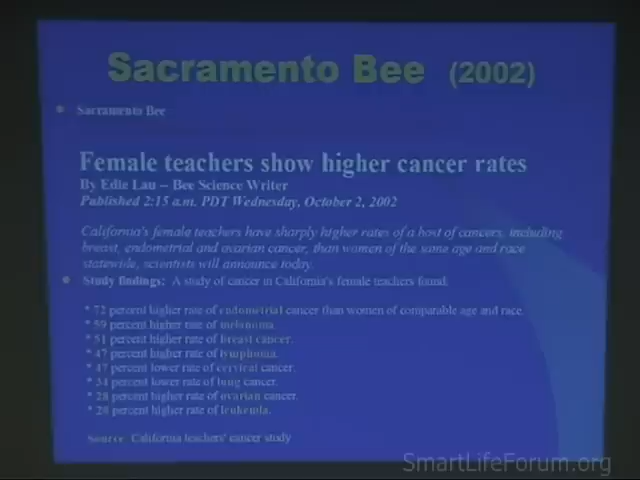 Sacramento Bee (2002)
Sacramento Bee
Female teachers show higher cancer rates
By Edie Lau -- Bee Science Writer
Published 2:15 a.m. PDT Wednesday, October 2, 2002
California's female teachers have sharply higher rates of a host of cancers, including
breast, endometrial and ovarian cancer, than women of the same age and race
statewide, scientists will announce today.
Study findings: A study of cancer in California's female teachers found:
* 72 percent higher rate of endometrial cancer than women of comparable age and race.
* 59 percent higher rate of melanoma.
* 51 percent higher rate of breast cancer.
* 47 percent higher rate of lymphoma.
* 47 percent lower rate of cervical cancer.
* 34 percent lower rate of lung cancer.
* 28 percent higher rate of ovarian cancer.
* 28 percent higher rate of leukemia.
Source: California teachers' cancer study
SmartLifeForum.org